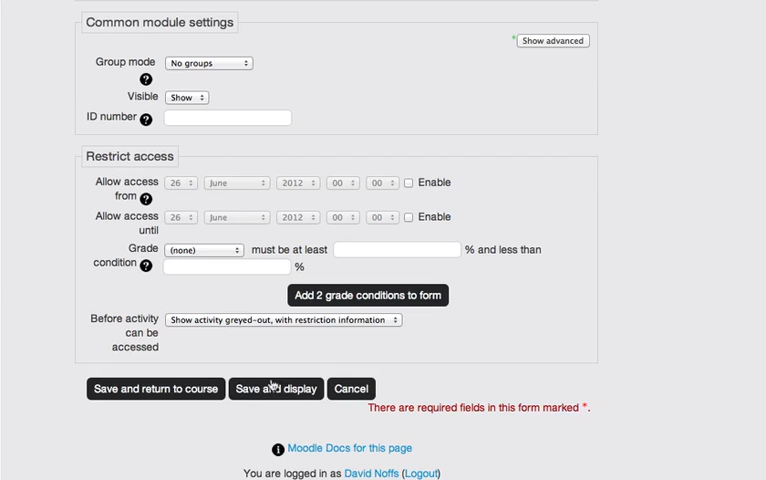 Common module settings
* Show advanced
Group mode No groups
Visible Show
ID number
Restrict access
Allow access from 26 June 2012 00 00 Enable
Allow access until 26 June 2012 00 00 Enable
Grade condition (none) must be at least % and less than
%
Add 2 grade conditions to form
Before activity can be accessed Show activity greyed-out, with restriction information
Save and return to course Save and display Cancel
There are required fields in this form marked *.
Moodle Docs for this page
You are logged in as David Noffs (Logout)